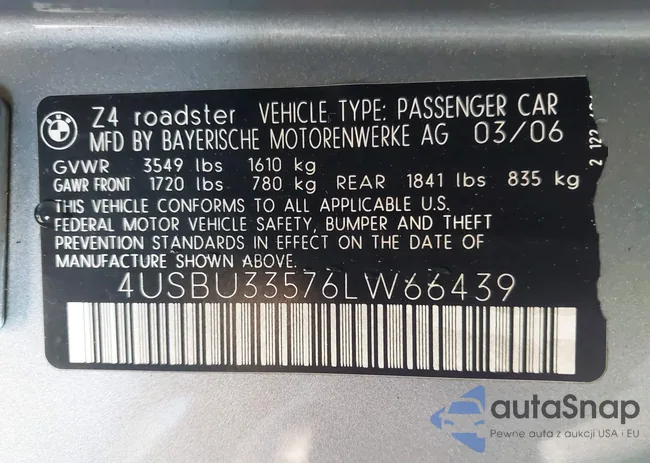 Z4 roadster VEHICLE TYPE: PASSENGER CAR
MFD BY BAYERISCHE MOTORENWERKE AG 03/06
GVWR 3549 lbs 1610 kg
GAWR FRONT 1720 lbs 780 kg REAR 1841 lbs 835 kg
THIS VEHICLE CONFORMS TO ALL APPLICABLE U.S.
FEDERAL MOTOR VEHICLE SAFETY, BUMPER AND THEFT
PREVENTION STANDARDS IN EFFECT ON THE DATE OF
MANUFACTURE SHOWN ABOVE.
4USBU33576LW66439
2 122
autaSnap
Pewne auta z aukcji USA i EU